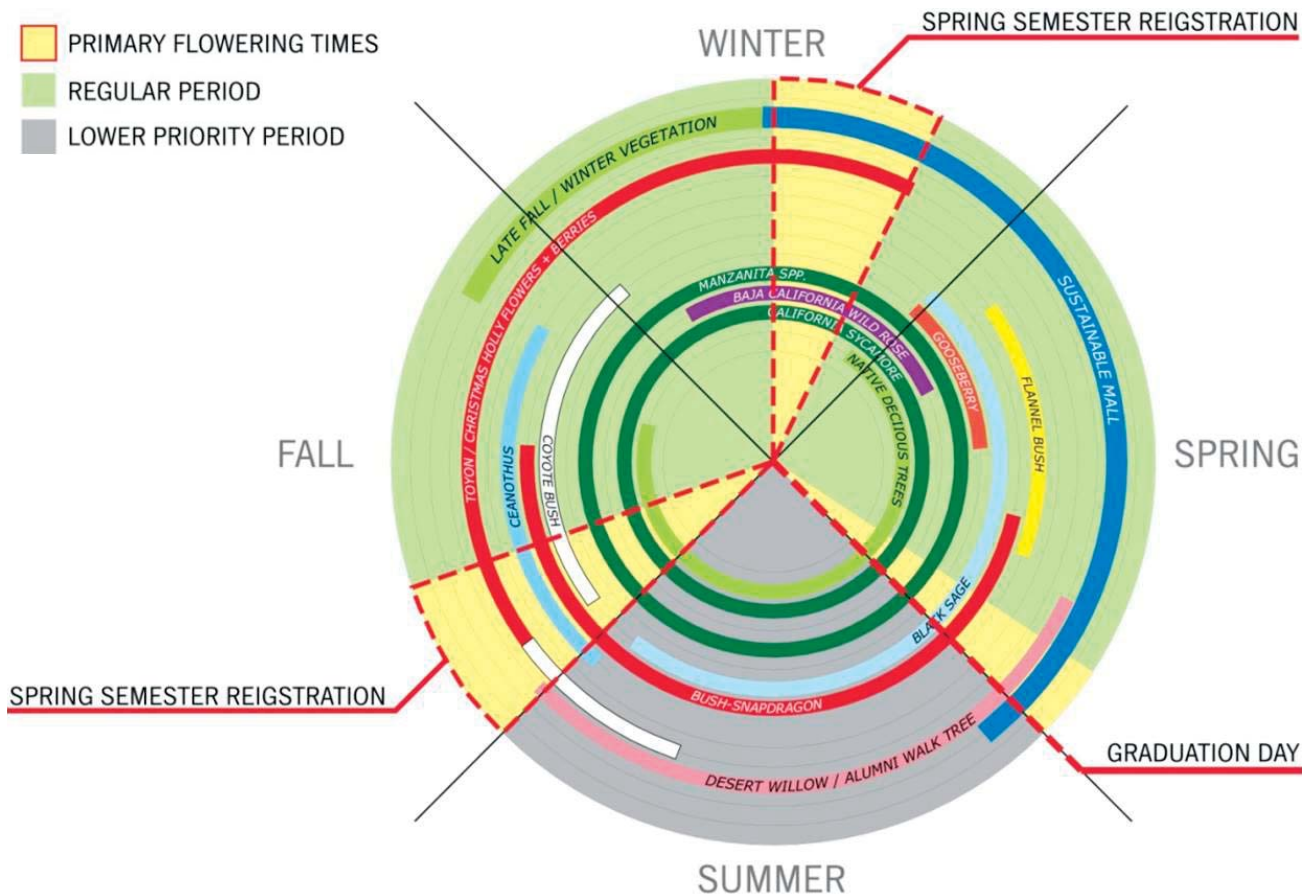 PRIMARY FLOWERING TIMES
REGULAR PERIOD
LOWER PRIORITY PERIOD
SPRING SEMESTER REIGSTRATION
WINTER
LATE FALL / WINTER VEGETATION
TOYON / CHRISTMAS HOLLY FLOWERS + BERRIES
MANZANITA SPP.
BAJA CALIFORNIA WILD ROSE
CALIFORNIA SYCAMORE
NATIVE DECIIOUS TREES
GOOSEBERRY
FLANNEL BUSH
SUSTAINABLE MALL
FALL
CEANOTHUS
COYOTE BUSH
SPRING
BLACK SAGE
BUSH-SNAPDRAGON
DESERT WILLOW / ALUMNI WALK TREE
SPRING SEMESTER REIGSTRATION
GRADUATION DAY
SUMMER